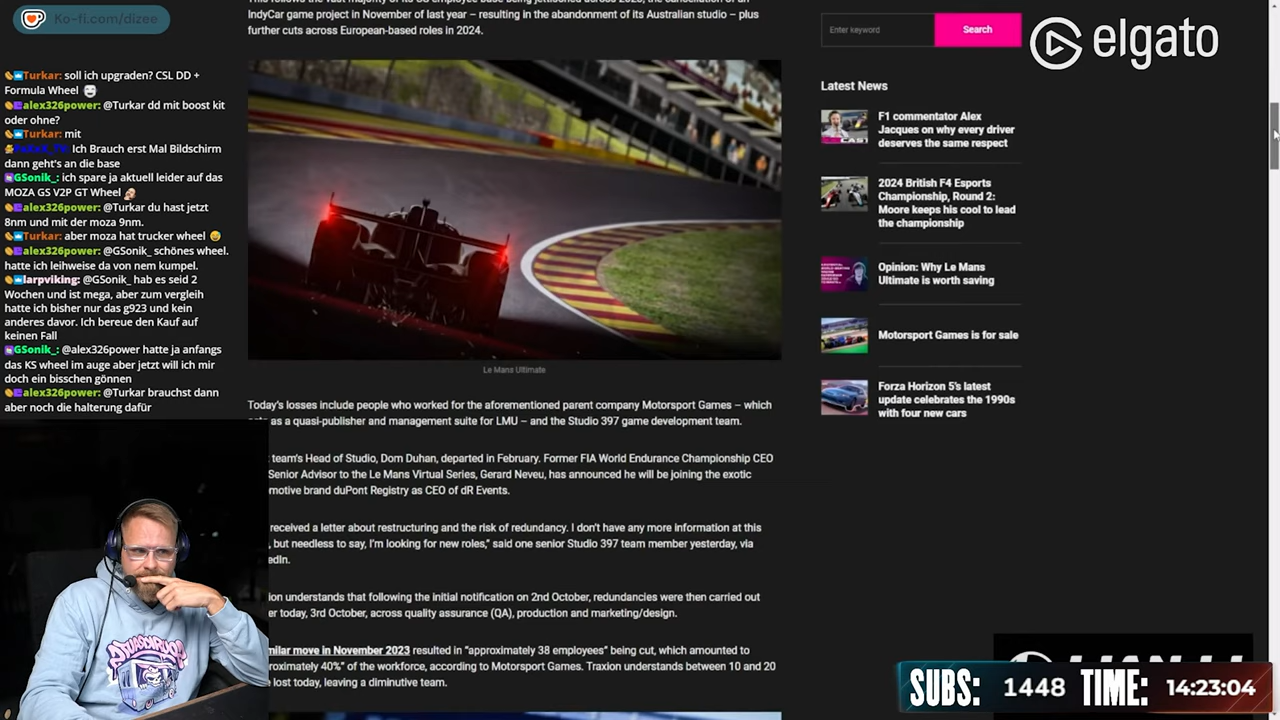 Ko-fi.com/dizee
Turkar: soll ich upgraden? CSL DD +
Formula Wheel
alex326power: @Turkar dd mit boost kit
oder ohne?
Turkar: mit
Ich Brauch erst Mal Bildschirm
dann geht's an die base
GSonik_: ich spare ja aktuell leider auf das
MOZA GS V2P GT Wheel
alex326power: @Turkar du hast jetzt
8nm und mit der moza 9nm.
Turkar: aber moza hat trucker wheel
alex326power: @GSonik_ schönes wheel.
hatte ich leihweise da von nem kumpel.
larpviking: @GSonik hab es seid 2
Wochen und ist mega, aber zum vergleih
hatte ich bisher nur das g923 und kein
anderes davor. Ich bereue den Kauf auf
keinen Fall
GSonik_: @alex326power hatte ja anfangs
das KS wheel im auge aber jetzt will ich mir
doch ein bisschen gönnen
alex326power: @Turkar brauchst dann
aber noch die halterung dafür
IndyCar game project in November of last year – resulting in the abandonment of its Australian studio – plus
further cuts across European-based roles in 2024.
Le Mans Ultimate
Today's losses include people who worked for the aforementioned parent company Motorsport Games – which
as a quasi-publisher and management suite for LMU – and the Studio 397 game development team.
team's Head of Studio, Dom Duhan, departed in February. Former FIA World Endurance Championship CEO
Senior Advisor to the Le Mans Virtual Series, Gerard Neveu, has announced he will be joining the exotic
motive brand duPont Registry as CEO of dR Events.
received a letter about restructuring and the risk of redundancy. I don't have any more information at this
, but needless to say, I'm looking for new roles," said one senior Studio 397 team member yesterday, via
edIn.
ion understands that following the initial notification on 2nd October, redundancies were then carried out
er today, 3rd October, across quality assurance (QA), production and marketing/design.
milar move in November 2023 resulted in "approximately 38 employees" being cut, which amounted to
roximately 40%" of the workforce, according to Motorsport Games. Traxion understands between 10 and 20
e lost today, leaving a diminutive team.
Enter keyword
Search
elgato
Latest News
F1 commentator Alex
Jacques on why every driver
deserves the same respect
2024 British F4 Esports
Championship, Round 2:
Moore keeps his cool to lead
the championship
Opinion: Why Le Mans
Ultimate is worth saving
Motorsport Games is for sale
Forza Horizon 5's latest
update celebrates the 1990s
with four new cars
SUBS: 1448 TIME: 14:23:04